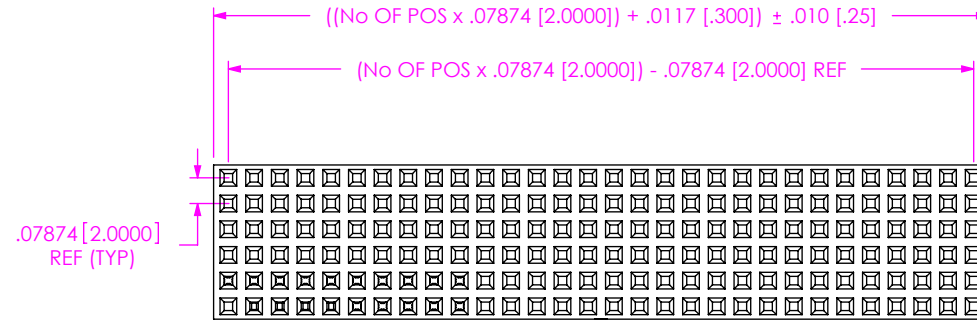 ((No OF POS x .07874 [2.0000]) + .0117 [.300]) ± .010 [.25]
(No OF POS x .07874 [2.0000]) - .07874 [2.0000] REF
.07874 [2.0000]
REF (TYP)